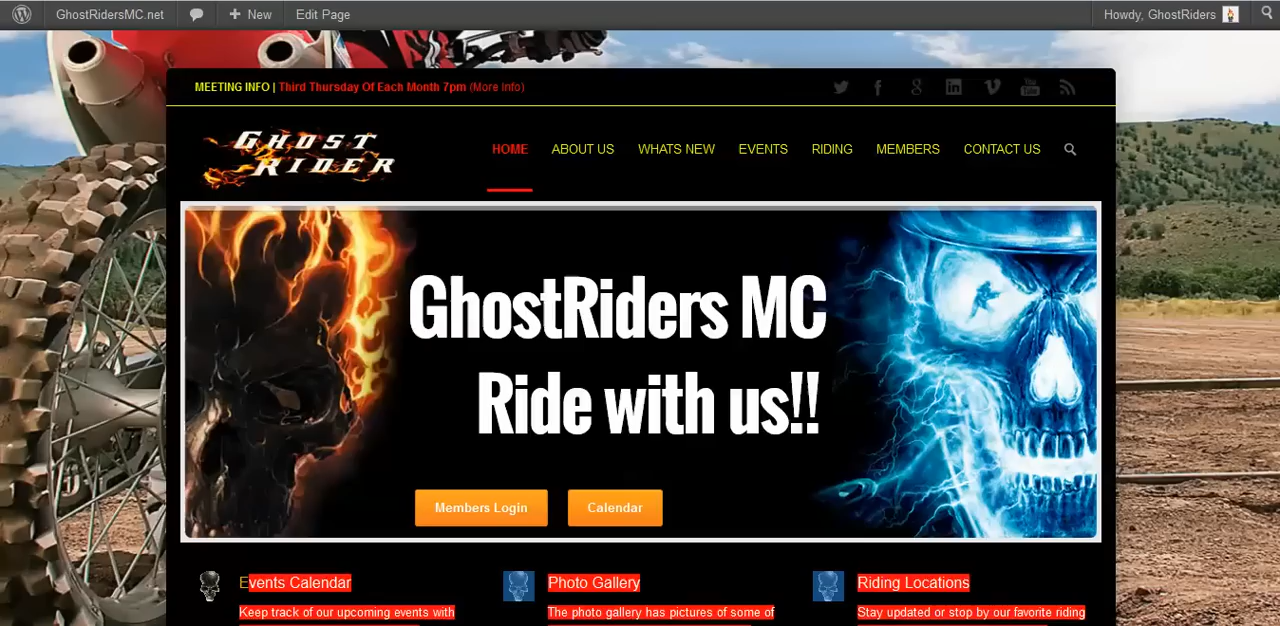 GhostRidersMC.net New Edit Page Howdy, GhostRiders
MEETING INFO | Third Thursday Of Each Month 7pm (More Info)
GHOST
RIDER
HOME ABOUT US WHATS NEW EVENTS RIDING MEMBERS CONTACT US
GhostRiders MC
Ride with us!!
Members Login Calendar
Events Calendar Photo Gallery Riding Locations
Keep track of our upcoming events with The photo gallery has pictures of some of Stay updated or stop by our favorite riding